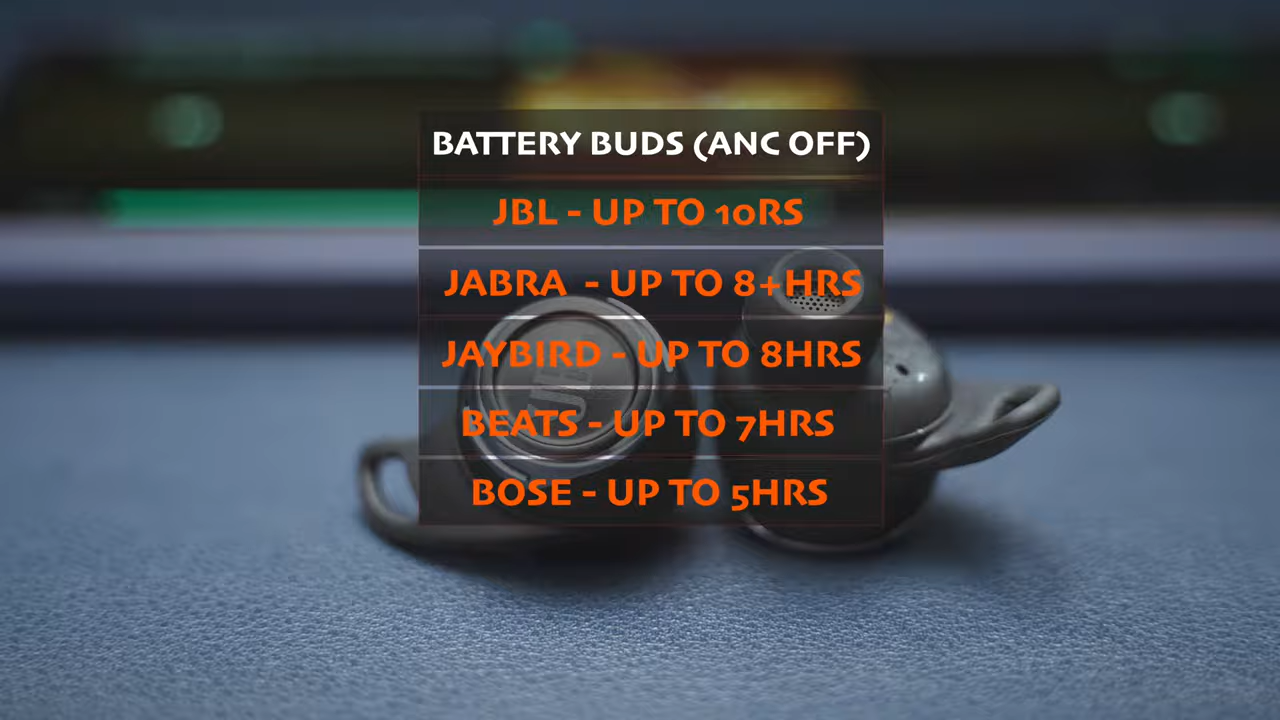 BATTERY BUDS (ANC OFF)
JBL - UP TO 10RS
JABRA - UP TO 8+HRS
JAYBIRD - UP TO 8HRS
BEATS - UP TO 7HRS
BOSE - UP TO 5HRS
JBL